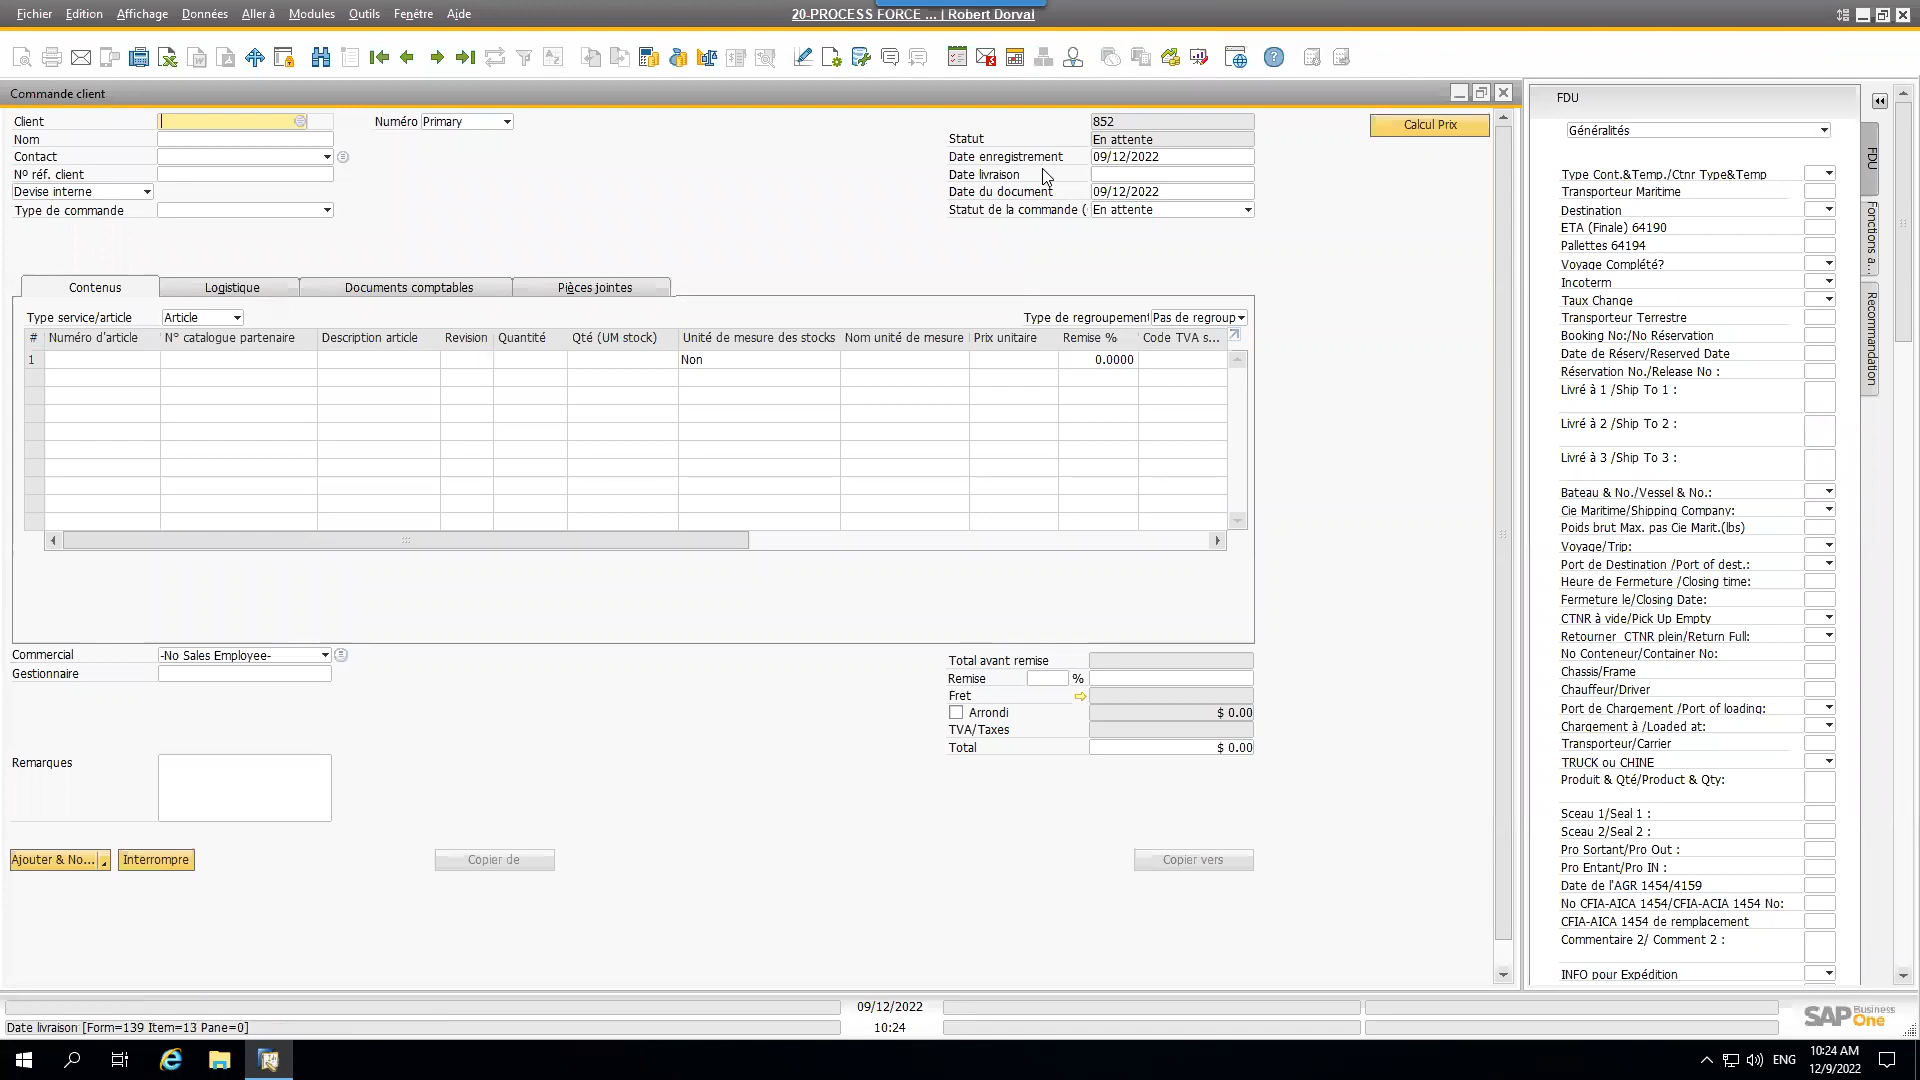 Fichier Edition Affichage Données Aller à Modules Outils Fenêtre Aide
20-PROCESS FORCE ... | Robert Dorval
Commande client
Client
Nom
Contact
Nº réf. client
Devise interne
Type de commande
Numéro Primary
852
Statut En attente
Date enregistrement 09/12/2022
Date livraison
Date du document 09/12/2022
Statut de la commande ( En attente
Calcul Prix
Contenus Logistique Documents comptables Pièces jointes
Type service/article Article
Type de regroupement Pas de regroup
# Numéro d'article N° catalogue partenaire Description article Revision Quantité Qté (UM stock) Unité de mesure des stocks Nom unité de mesure Prix unitaire Remise % Code TVA s...
1 Non 0.0000
Commercial -No Sales Employee-
Gestionnaire
Remarques
Total avant remise
Remise %
Fret
Arrondi $ 0.00
TVA/Taxes
Total $ 0.00
Ajouter & No... Interrompre Copier de Copier vers
FDU
Généralités
Type Cont.&Temp./Ctnr Type&Temp
Transporteur Maritime
Destination
ETA (Finale) 64190
Pallettes 64194
Voyage Complété?
Incoterm
Taux Change
Transporteur Terrestre
Booking No:/No Réservation
Date de Réserv/Reserved Date
Réservation No./Release No :
Livré à 1 /Ship To 1 :
Livré à 2 /Ship To 2 :
Livré à 3 /Ship To 3 :
Bateau & No./Vessel & No.:
Cie Maritime/Shipping Company:
Poids brut Max. pas Cie Marit.(lbs)
Voyage/Trip:
Port de Destination /Port of dest.:
Heure de Fermeture /Closing time:
Fermeture le/Closing Date:
CTNR à vide/Pick Up Empty
Retourner CTNR plein/Return Full:
No Conteneur/Container No:
Chassis/Frame
Chauffeur/Driver
Port de Chargement /Port of loading:
Chargement à /Loaded at:
Transporteur/Carrier
TRUCK ou CHINE
Produit & Qté/Product & Qty:
Sceau 1/Seal 1 :
Sceau 2/Seal 2 :
Pro Sortant/Pro Out :
Pro Entant/Pro IN :
Date de l'AGR 1454/4159
No CFIA-AICA 1454/CFIA-ACIA 1454 No:
CFIA-AICA 1454 de remplacement
Commentaire 2/ Comment 2 :
INFO pour Expédition
FDU
Fonctions a...
Recommandation
09/12/2022
Date livraison [Form=139 Item=13 Pane=0]
10:24
SAP Business One
ENG
10:24 AM
12/9/2022